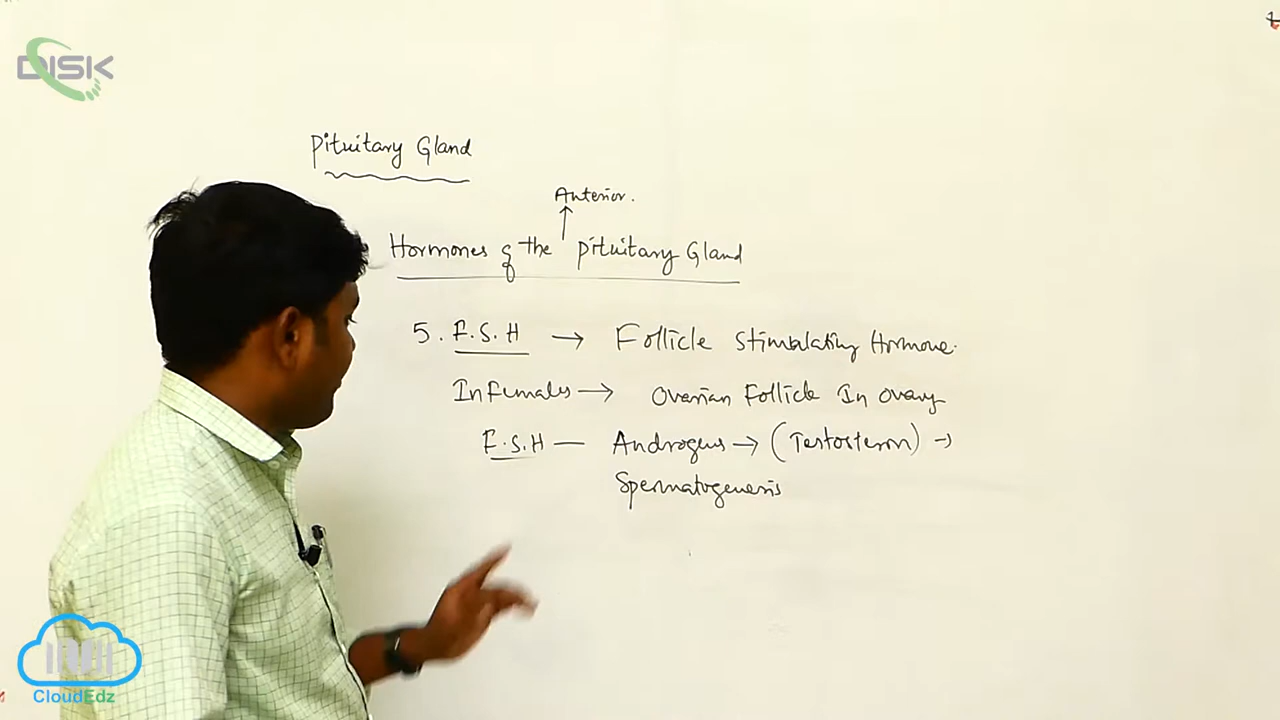 DISK
Pituitary Gland
Anterior.
Hormones of the Pituitary Gland
5. F.S.H → Follicle Stimulating Hormone.
In Females → Ovarian Follicle In Ovary
F.S.H — Androgens → (Testosteron) →
Spermatogenesis
CloudEdz